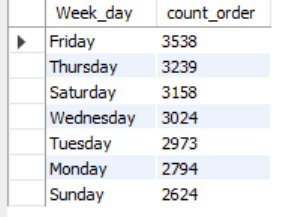 Week_day count_order
Friday 3538
Thursday 3239
Saturday 3158
Wednesday 3024
Tuesday 2973
Monday 2794
Sunday 2624